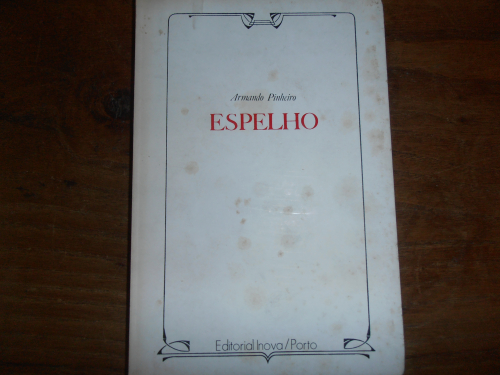 Armando Pinheiro
ESPELHO
Editorial Inova/Porto